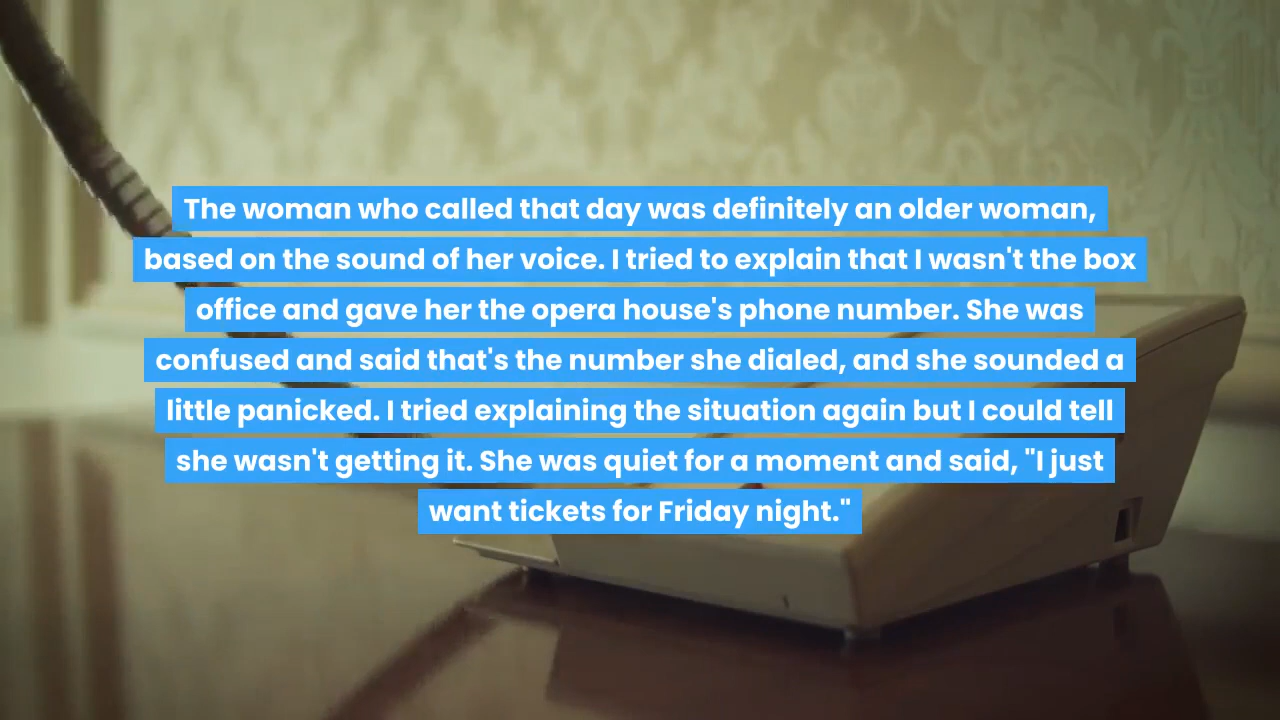 The woman who called that day was definitely an older woman,
based on the sound of her voice. I tried to explain that I wasn't the box
office and gave her the opera house's phone number. She was
confused and said that's the number she dialed, and she sounded a
little panicked. I tried explaining the situation again but I could tell
she wasn't getting it. She was quiet for a moment and said, "I just
want tickets for Friday night."